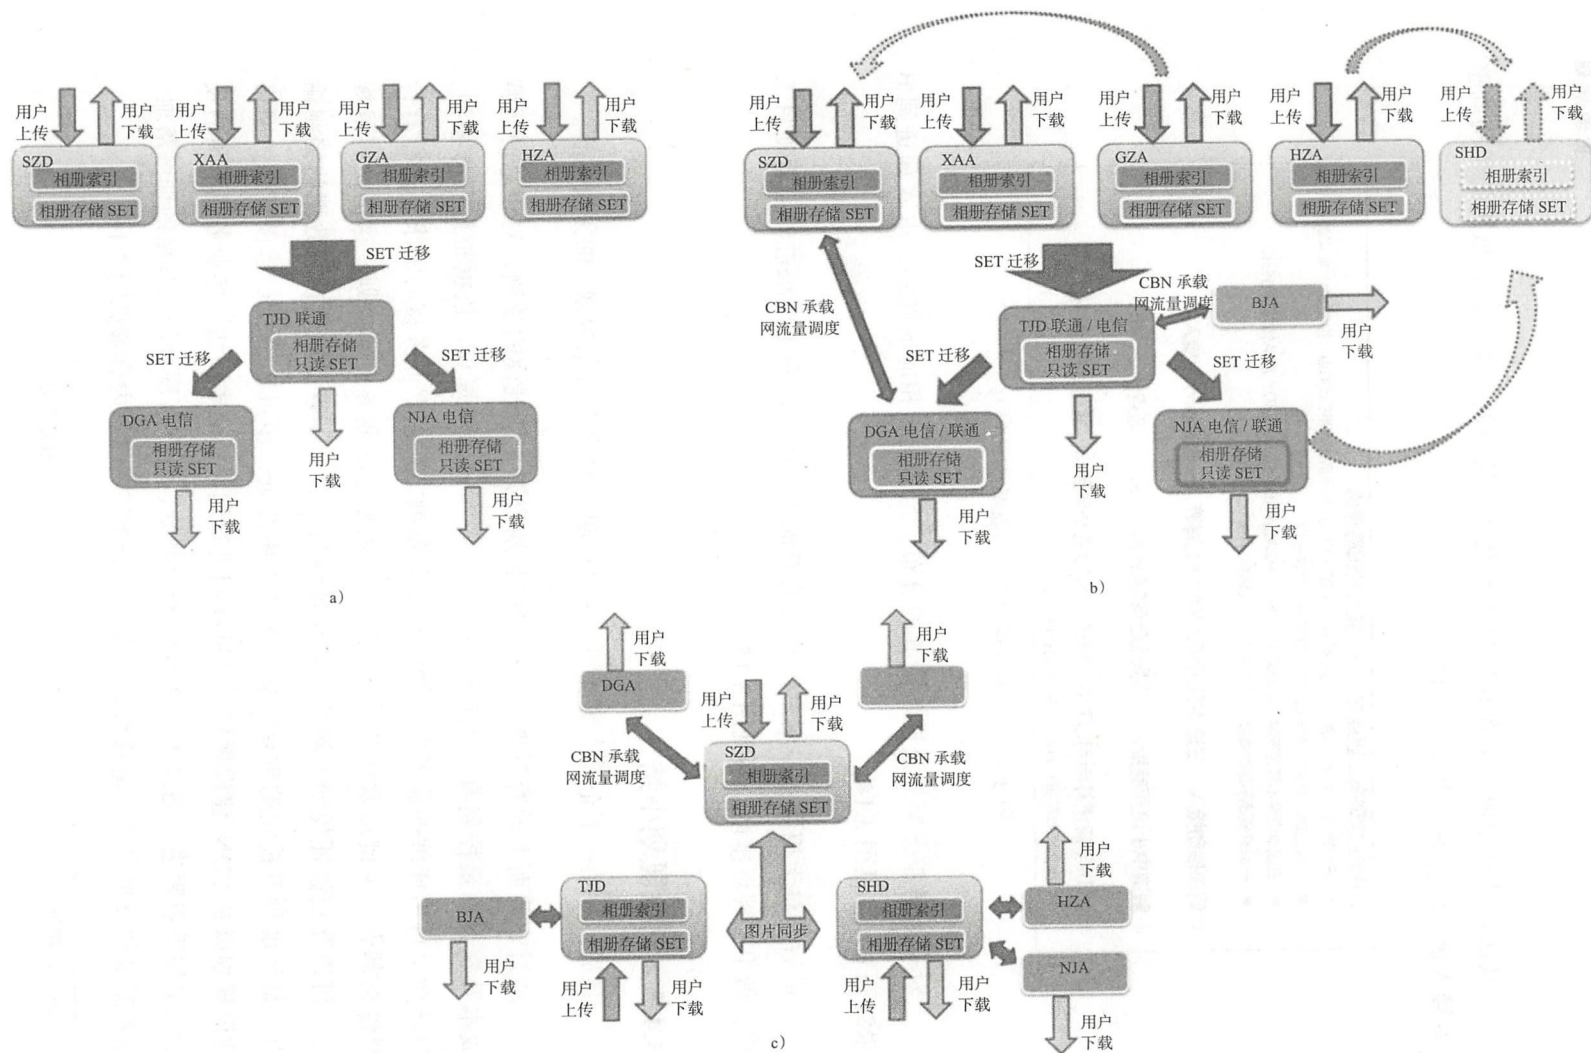 用户
上传
用户
下载
用户
上传
用户
下载
用户
上传
用户
下载
用户
上传
用户
下载
SZD
相册索引
相册存储 SET
XAA
相册索引
相册存储 SET
GZA
相册索引
相册存储 SET
HZA
相册索引
相册存储 SET
SET 迁移
TJD 联通
相册存储
只读 SET
SET 迁移
SET 迁移
DGA 电信
相册存储
只读 SET
用户
下载
NJA 电信
相册存储
只读 SET
用户
下载
用户
下载
a）
用户
上传
用户
下载
用户
上传
用户
下载
用户
上传
用户
下载
用户
上传
用户
下载
用户
上传
用户
下载
SZD
相册索引
相册存储 SET
XAA
相册索引
相册存储 SET
GZA
相册索引
相册存储 SET
HZA
相册索引
相册存储 SET
SHD
相册索引
相册存储 SET
SET 迁移
CBN 承载
网流量调度
CBN 承载
网流量调度
BJA
用户
下载
TJD 联通 / 电信
相册存储
只读 SET
SET 迁移
SET 迁移
DGA 电信 / 联通
相册存储
只读 SET
用户
下载
NJA 电信 / 联通
相册存储
只读 SET
用户
下载
用户
下载
b）
用户
下载
DGA
用户
下载
用户
上传
用户
下载
SZD
相册索引
相册存储 SET
CBN 承载
网流量调度
CBN 承载
网流量调度
TJD
相册索引
相册存储 SET
BJA
用户
下载
用户
上传
用户
下载
图片同步
SHD
相册索引
相册存储 SET
用户
上传
用户
下载
用户
下载
HZA
NJA
用户
下载
c）